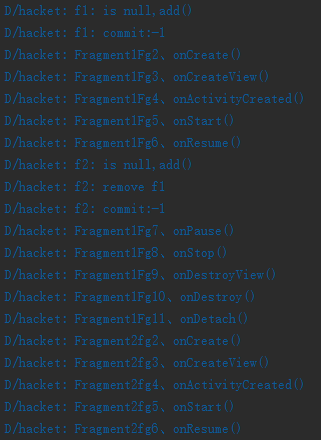 D/hacket: f1: is null,add()
D/hacket: f1: commit:-1
D/hacket: Fragment1Fg2、onCreate()
D/hacket: Fragment1Fg3、onCreateView()
D/hacket: Fragment1Fg4、onActivityCreated()
D/hacket: Fragment1Fg5、onStart()
D/hacket: Fragment1Fg6、onResume()
D/hacket: f2: is null,add()
D/hacket: f2: remove f1
D/hacket: f2: commit:-1
D/hacket: Fragment1Fg7、onPause()
D/hacket: Fragment1Fg8、onStop()
D/hacket: Fragment1Fg9、onDestroyView()
D/hacket: Fragment1Fg10、onDestroy()
D/hacket: Fragment1Fg11、onDetach()
D/hacket: Fragment2fg2、onCreate()
D/hacket: Fragment2fg3、onCreateView()
D/hacket: Fragment2fg4、onActivityCreated()
D/hacket: Fragment2fg5、onStart()
D/hacket: Fragment2fg6、onResume()